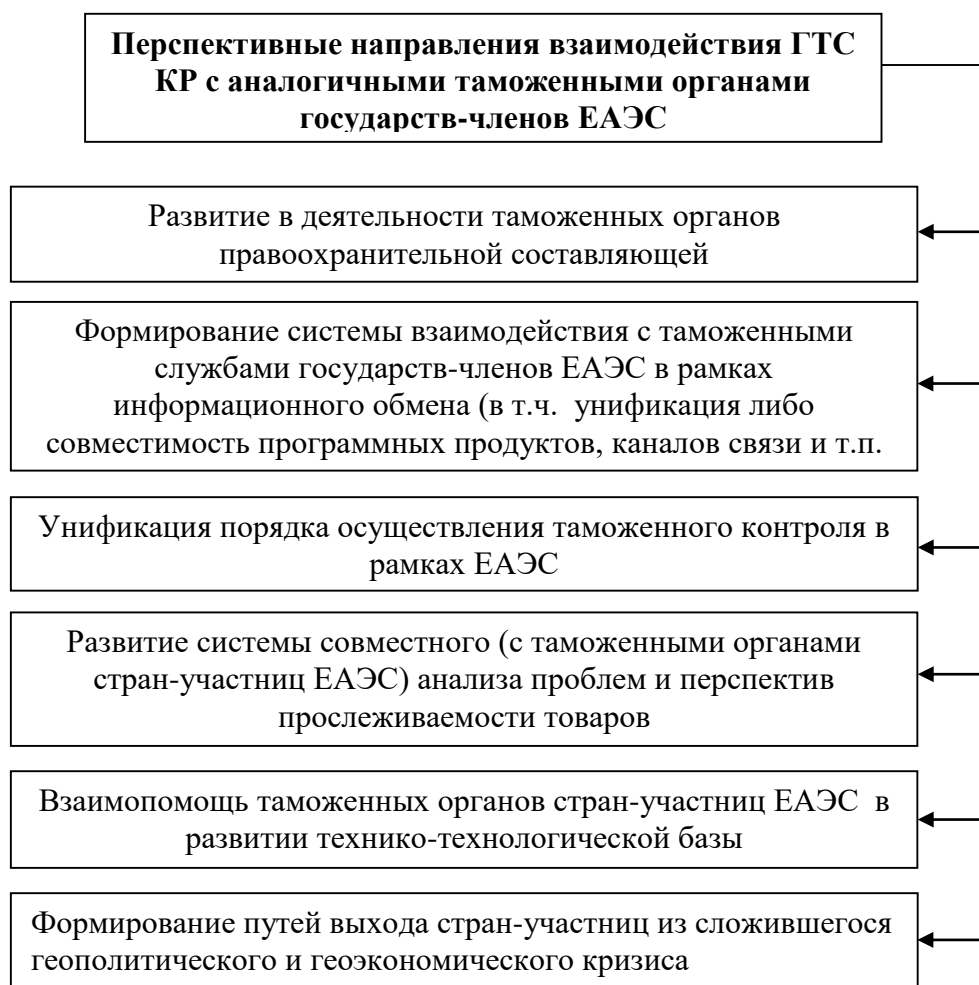 Перспективные направления взаимодействия ГТС
КР с аналогичными таможенными органами
государств-членов ЕАЭС
Развитие в деятельности таможенных органов
правоохранительной составляющей
Формирование системы взаимодействия с таможенными
службами государств-членов ЕАЭС в рамках
информационного обмена (в т.ч. унификация либо
совместимость программных продуктов, каналов связи и т.п.
Унификация порядка осуществления таможенного контроля в
рамках ЕАЭС
Развитие системы совместного (с таможенными органами
стран-участниц ЕАЭС) анализа проблем и перспектив
прослеживаемости товаров
Взаимопомощь таможенных органов стран-участниц ЕАЭС в
развитии технико-технологической базы
Формирование путей выхода стран-участниц из сложившегося
геополитического и геоэкономического кризиса